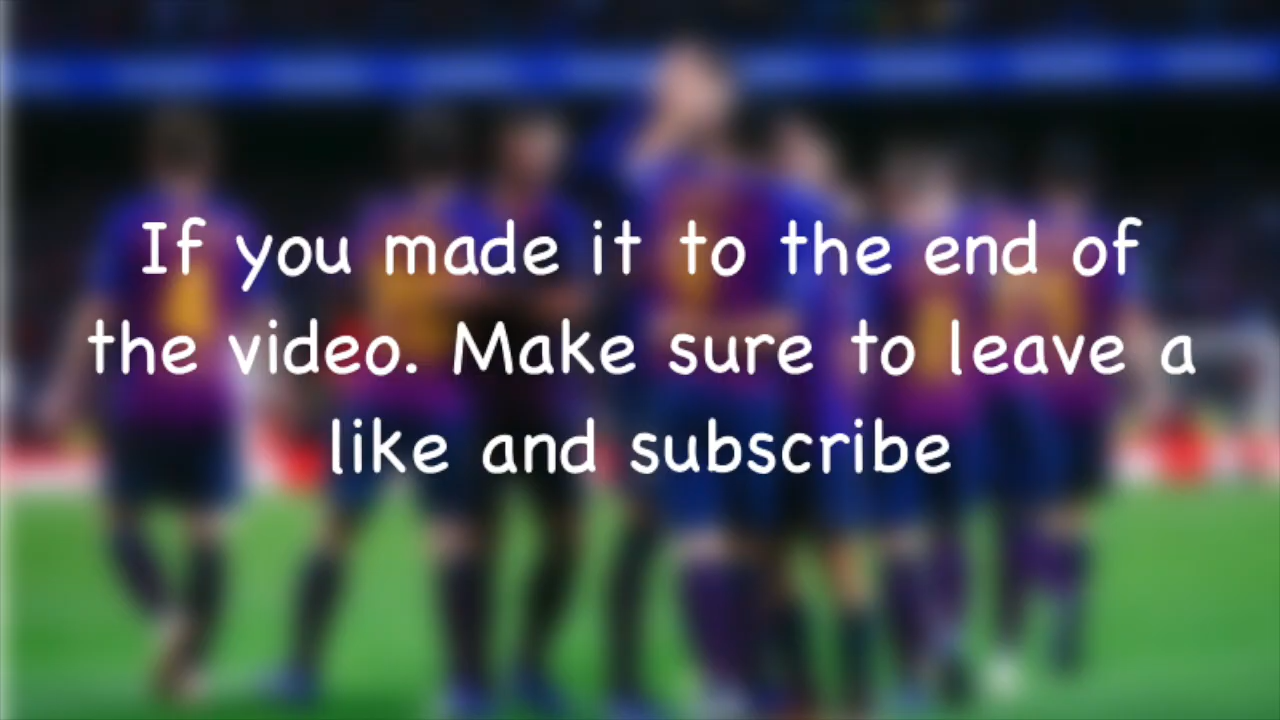 If you made it to the end of
the video. Make sure to leave a
like and subscribe